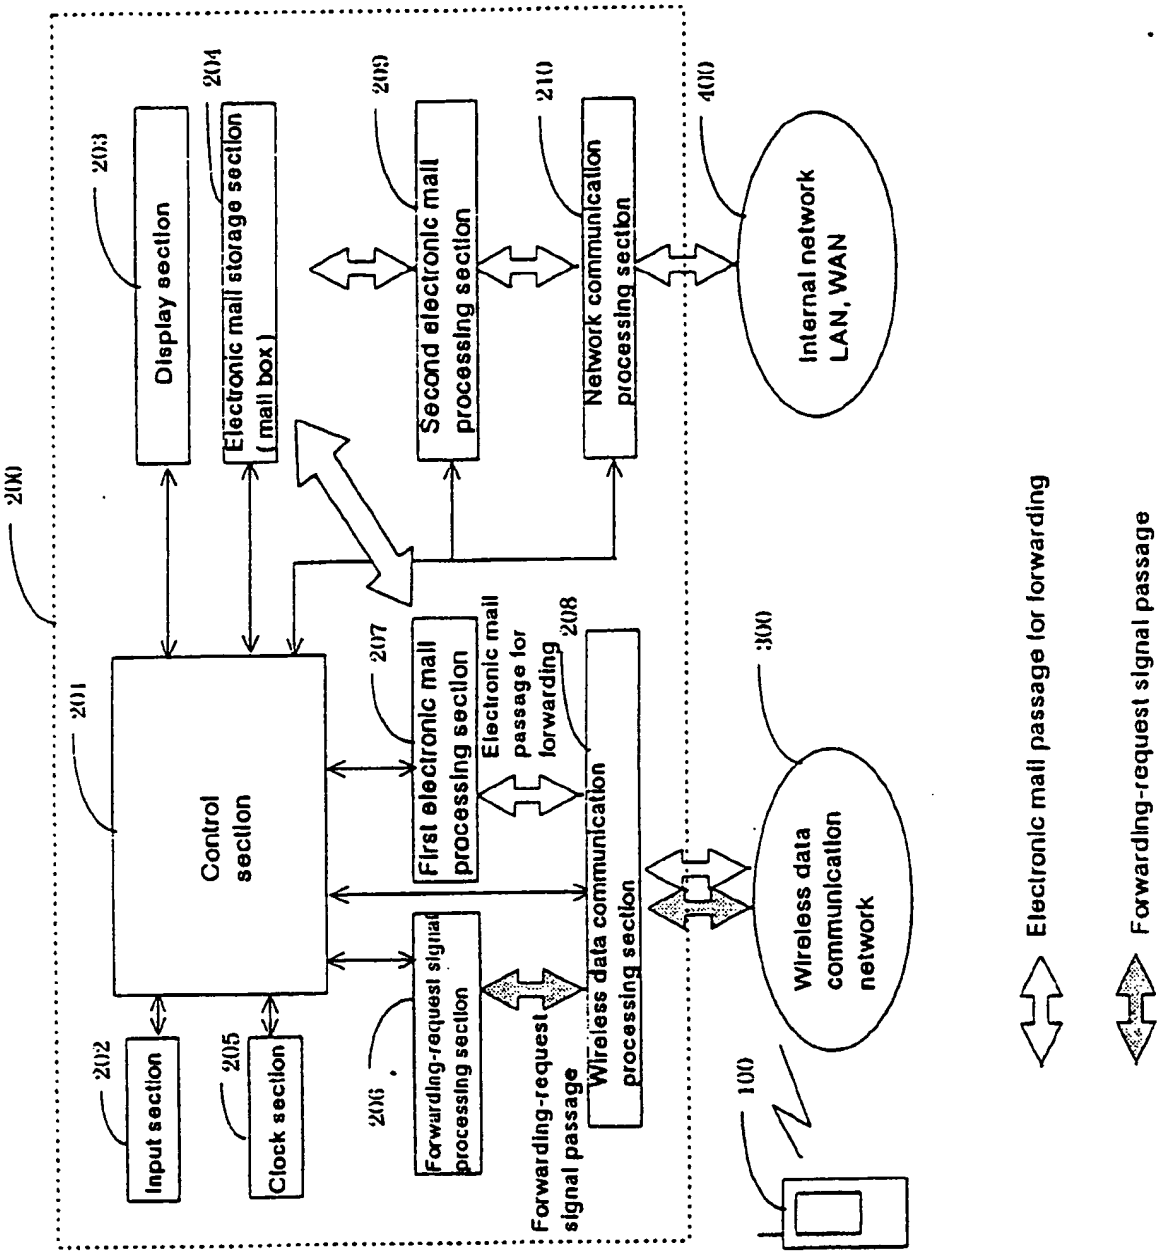 200
201
202
Input section
203
Display section
204
Electronic mail storage section
( mail box )
Control
section
205
Clock section
206
Forwarding-request signal
processing section
207
First electronic mail
processing section
209
Second electronic mail
processing section
Forwarding-request
signal passage
Electronic mail
passage for
forwarding
208
Wireless data communication
processing section
210
Network communication
processing section
100
300
Wireless data
communication
network
400
Internal network
LAN, WAN
Electronic mail passage for forwarding
Forwarding-request signal passage